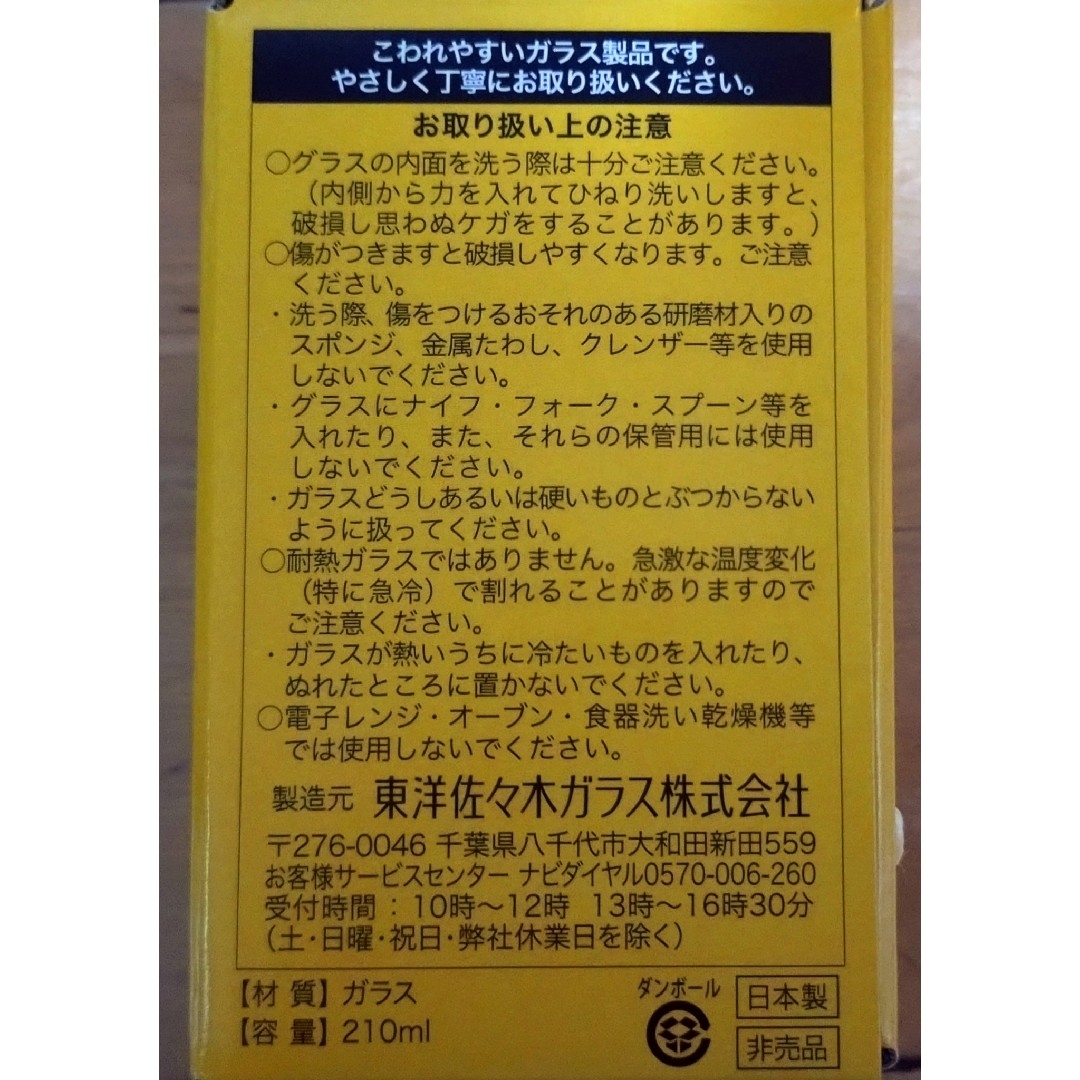 こわれやすいガラス製品です。
やさしく丁寧にお取り扱いください。
お取り扱い上の注意
○グラスの内面を洗う際は十分ご注意ください。
（内側から力を入れてひねり洗いしますと、
破損し思わぬケガをすることがあります。）
○傷がつきますと破損しやすくなります。ご注意
ください。
・洗う際、傷をつけるおそれのある研磨材入りの
スポンジ、金属たわし、クレンザー等を使用
しないでください。
・グラスにナイフ・フォーク・スプーン等を
入れたり、また、それらの保管用には使用
しないでください。
・ガラスどうしあるいは硬いものとぶつからない
ように扱ってください。
○耐熱ガラスではありません。急激な温度変化
（特に急冷）で割れることがありますので
ご注意ください。
・ガラスが熱いうちに冷たいものを入れたり、
ぬれたところに置かないでください。
○電子レンジ・オーブン・食器洗い乾燥機等
では使用しないでください。
製造元 東洋佐々木ガラス株式会社
〒276-0046 千葉県八千代市大和田新田559
お客様サービスセンター ナビダイヤル0570-006-260
受付時間：10時～12時 13時～16時30分
（土・日曜・祝日・弊社休業日を除く）
【材 質】ガラス
【容 量】210ml
ダンボール
日本製
非売品